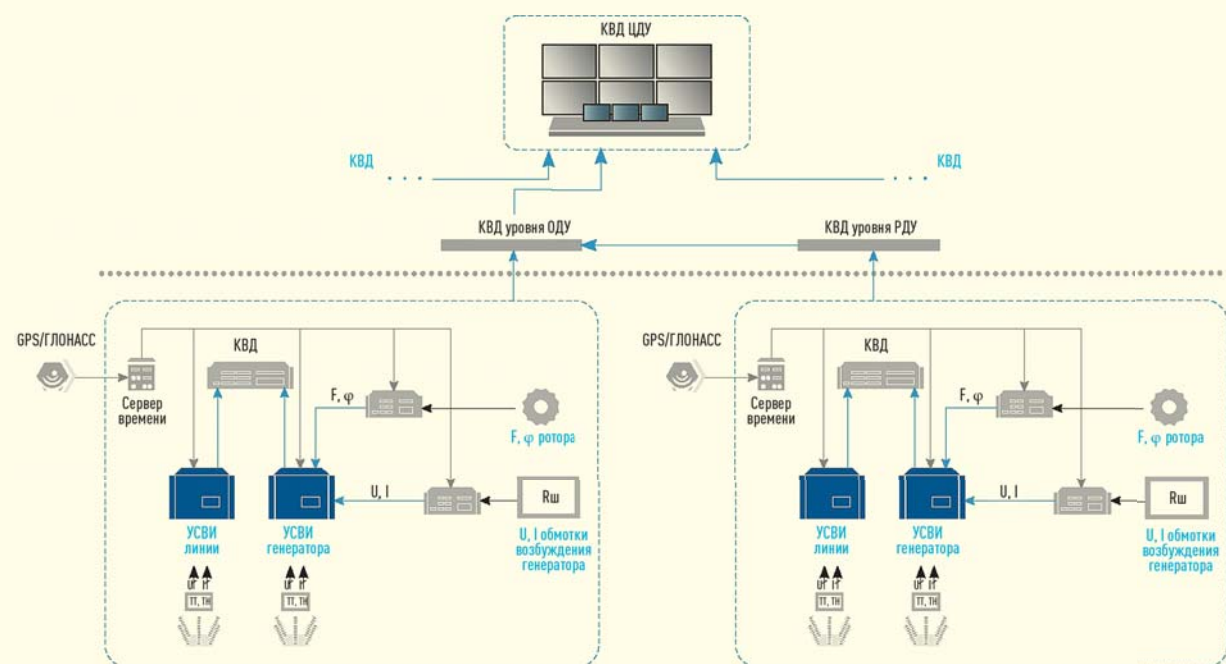 КВД ЦДУ
КВД
КВД
КВД уровня ОДУ
КВД уровня РДУ
GPS/ГЛОНАСС
Сервер
времени
КВД
F, φ
F, φ ротора
U, I
Rш
U, I обмотки
возбуждения
генератора
УСВИ
линии
УСВИ
генератора
U I
ТТ, ТН
U I
ТТ, ТН
GPS/ГЛОНАСС
Сервер
времени
КВД
F, φ
F, φ ротора
U, I
Rш
U, I обмотки
возбуждения
генератора
УСВИ
линии
УСВИ
генератора
U I
ТТ, ТН
U I
ТТ, ТН